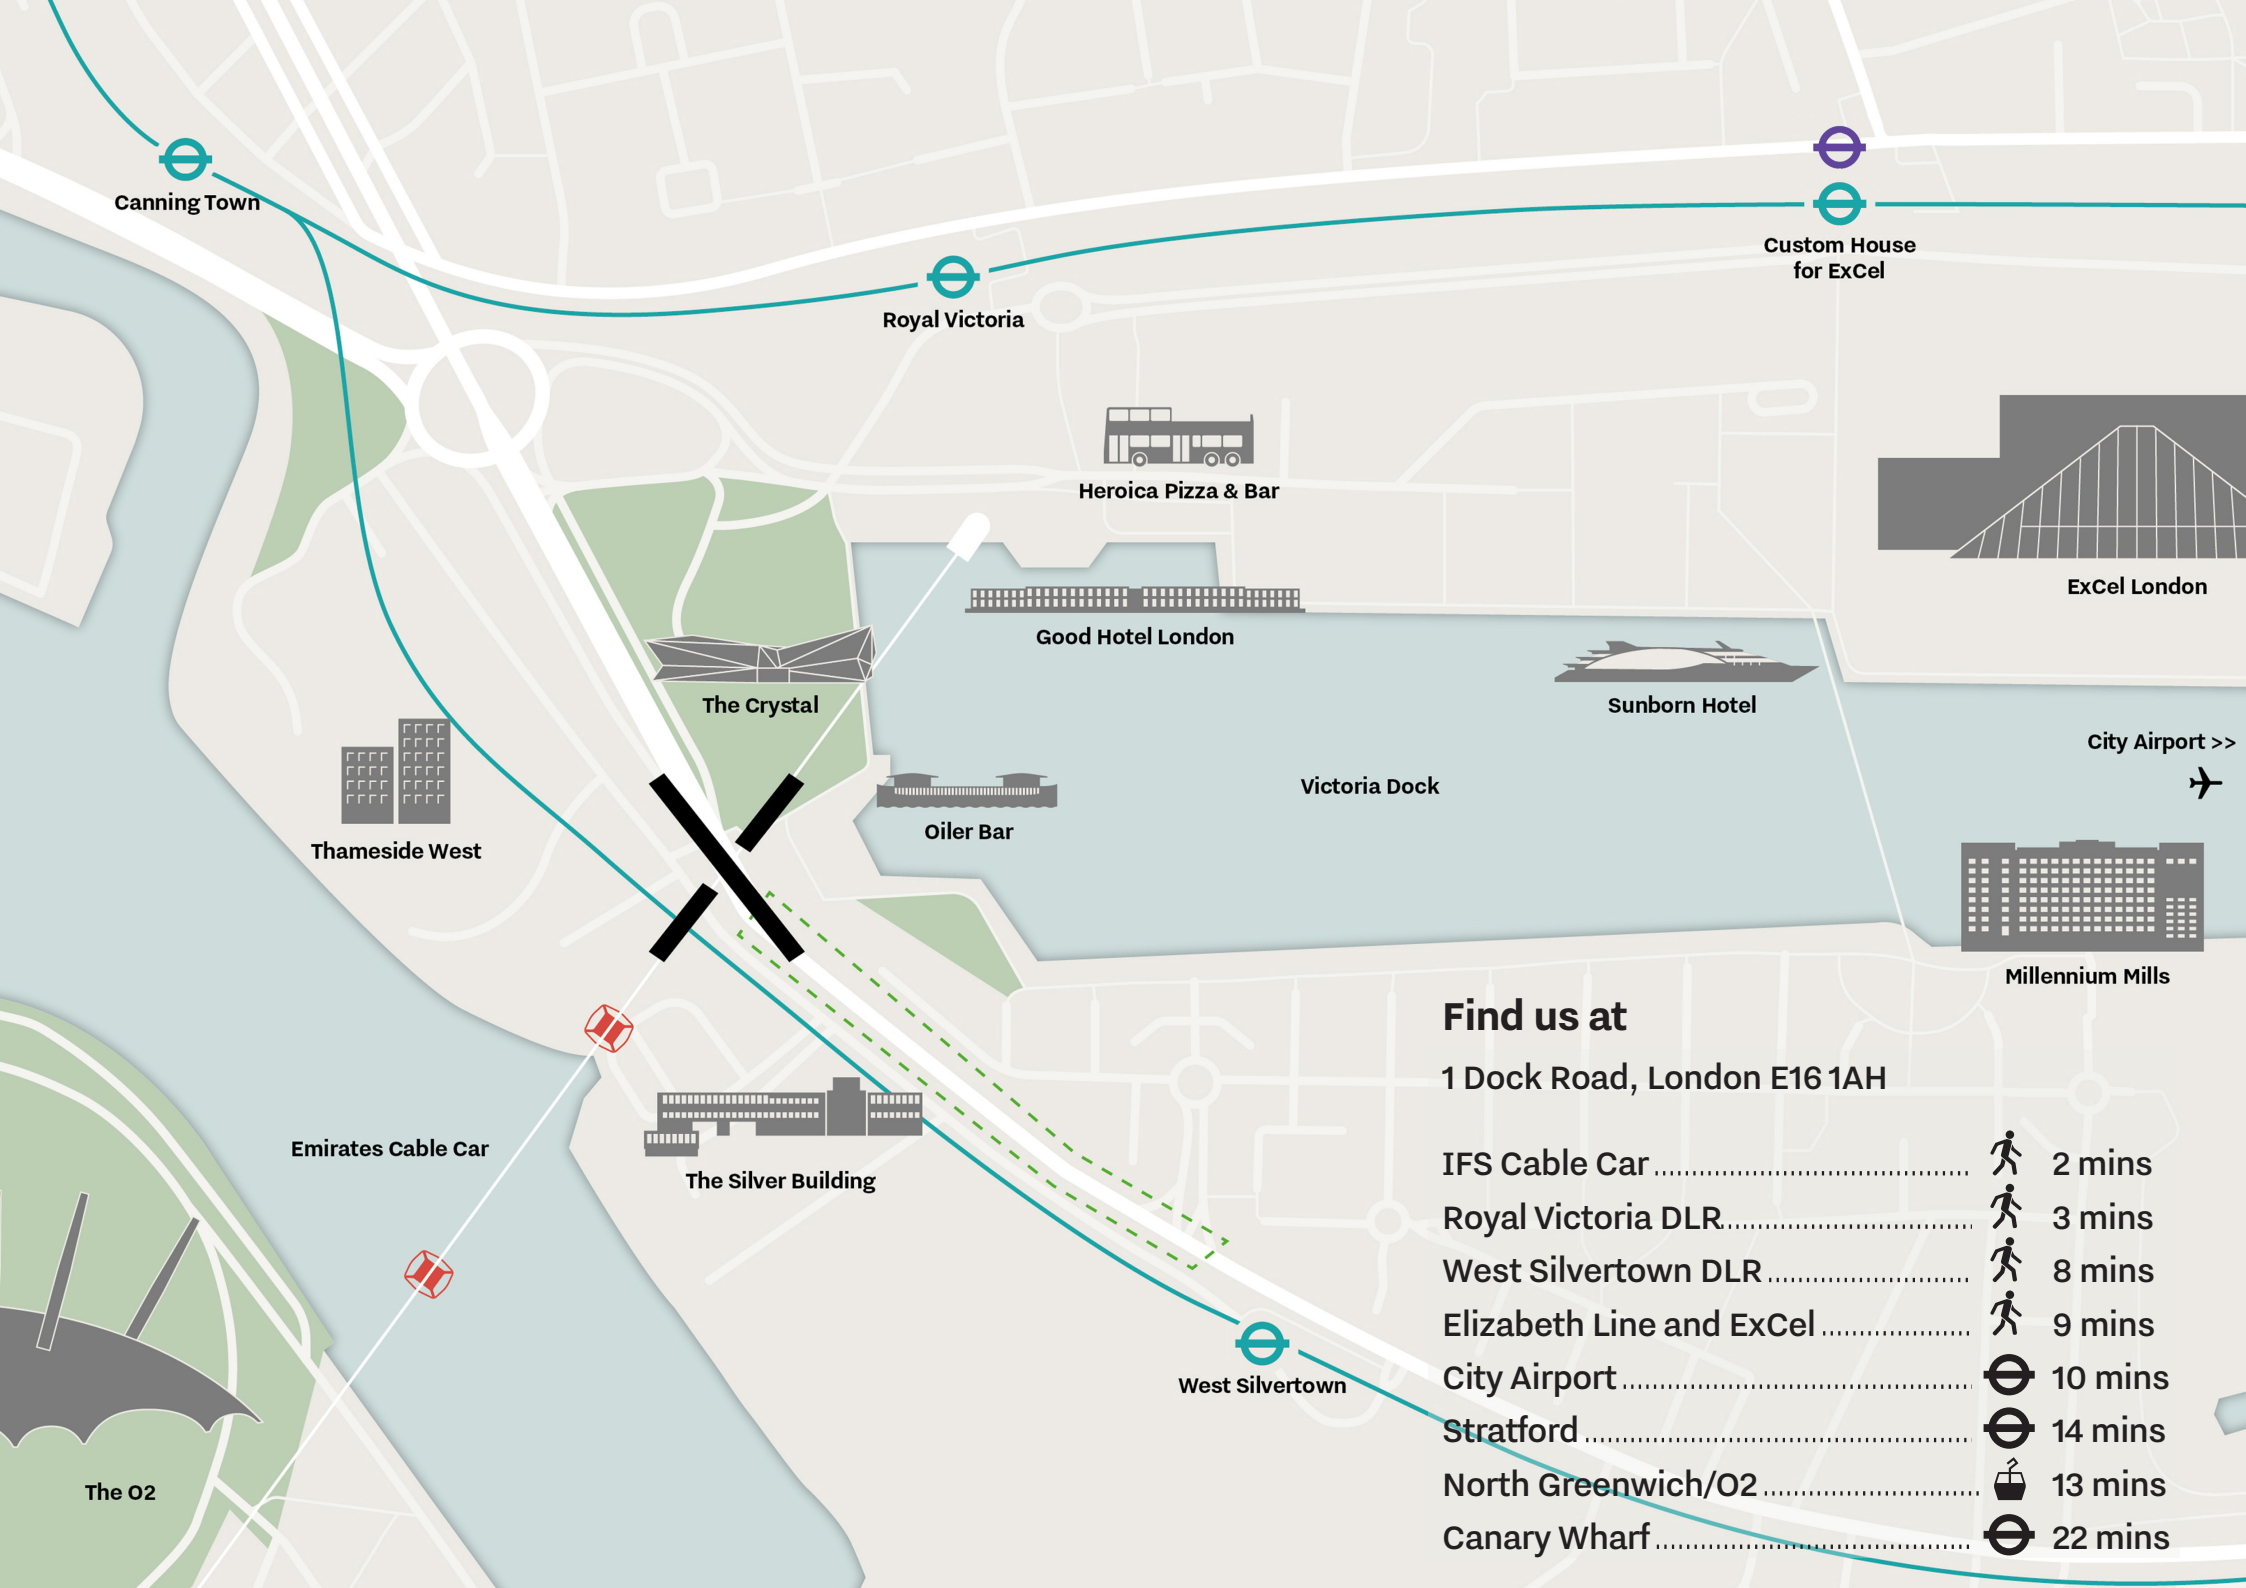 Canning Town
Royal Victoria
Custom House
for ExCel
Heroica Pizza & Bar
ExCel London
Good Hotel London
The Crystal
Sunborn Hotel
City Airport >>
Victoria Dock
Oiler Bar
Thameside West
Millennium Mills
Emirates Cable Car
The Silver Building
West Silvertown
The O2
Find us at
1 Dock Road, London E16 1AH
IFS Cable Car 2 mins
Royal Victoria DLR 3 mins
West Silvertown DLR 8 mins
Elizabeth Line and ExCel 9 mins
City Airport 10 mins
Stratford 14 mins
North Greenwich/O2 13 mins
Canary Wharf 22 mins